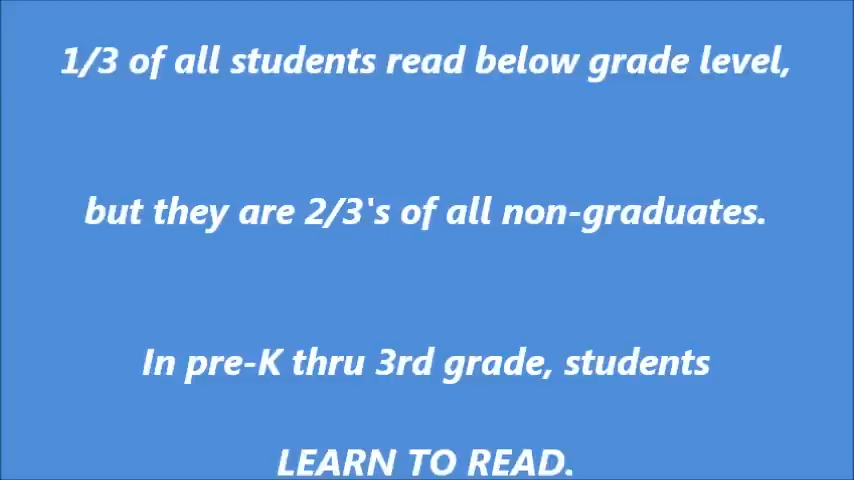 1/3 of all students read below grade level,
but they are 2/3's of all non-graduates.
In pre-K thru 3rd grade, students
LEARN TO READ.